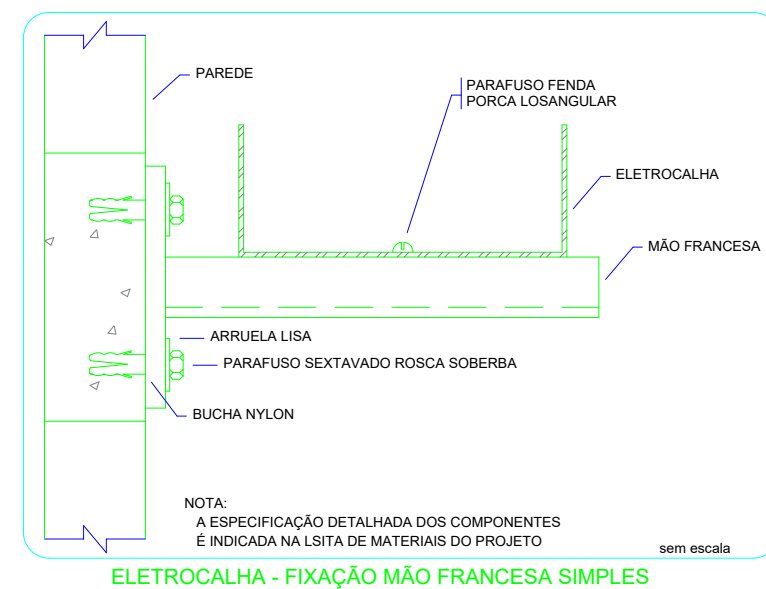 PAREDE
PARAFUSO FENDA
PORCA LOSANGULAR
ELETROCALHA
MÃO FRANCESA
ARRUELA LISA
PARAFUSO SEXTAVADO ROSCA SOBERBA
BUCHA NYLON
NOTA:
A ESPECIFICAÇÃO DETALHADA DOS COMPONENTES
É INDICADA NA LSITA DE MATERIAIS DO PROJETO
sem escala
ELETROCALHA - FIXAÇÃO MÃO FRANCESA SIMPLES